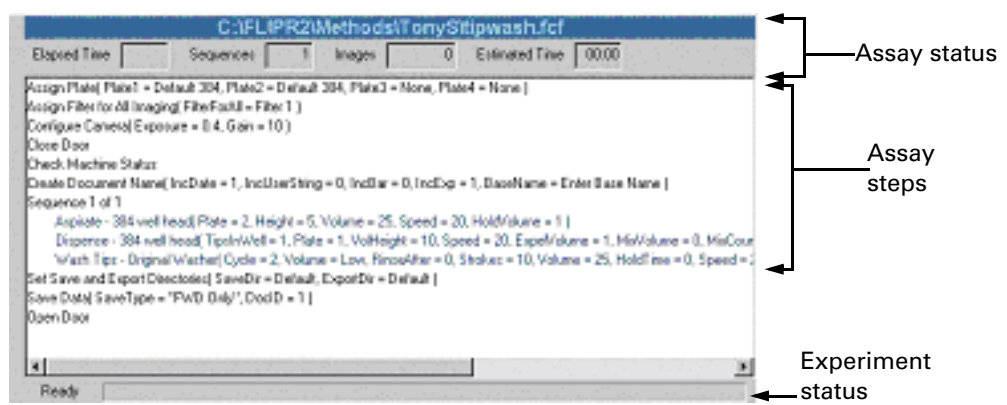 C:\FLIPR2\Methods\TonyS\tipwash.fcf
Elapsed Time Sequences 1 Images 0 Estimated Time 00:00
Assay status
Assign Plate( Plate1 = Default 384, Plate2 = Default 384, Plate3 = None, Plate4 = None )
Assign Filter for All Imaging( FilterForAll = Filter 1 )
Configure Camera( Exposure = 0.4, Gain = 10 )
Close Door
Check Machine Status
Create Document Name( IncDate = 1, IncUserString = 0, IncBar = 0, IncExp = 1, BaseName = Enter Base Name )
Sequence 1 of 1
Aspirate - 384 well head( Plate = 2, Height = 5, Volume = 25, Speed = 20, HoldVolume = 1 )
Dispense - 384 well head( TipsInWell = 1, Plate = 1, VolHeight = 10, Speed = 20, ExpelVolume = 1, MixVolume = 0, MixCoun
Wash Tips - Original Washer( Cycle = 2, Volume = Low, RinseAfter = 0, Strokes = 10, Volume = 25, HoldTime = 0, Speed = 2
Set Save and Export Directories( SaveDir = Default, ExportDir = Default )
Save Data( SaveType = "FWD Only", DocID = 1 )
Open Door
Assay
steps
Ready
Experiment
status